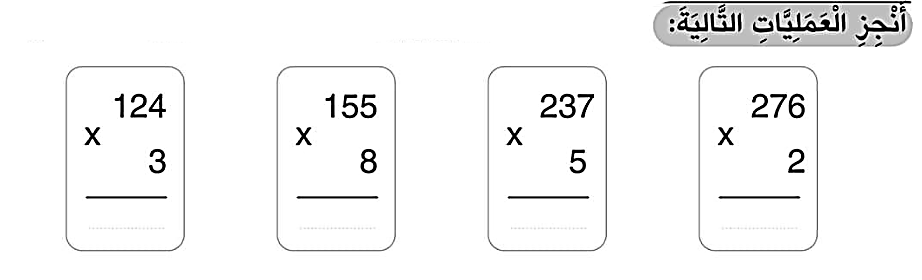 أَنْجِزِ الْعَمَلِيَّاتِ التَّالِيَةَ:
124 155 237 276
x x x x
3 8 5 2